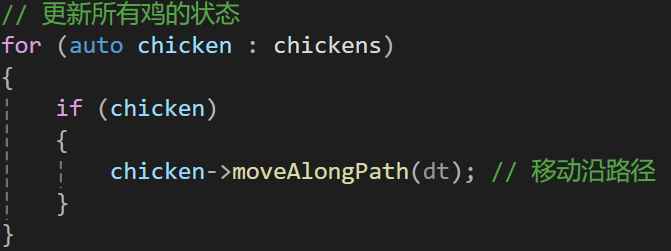 // 更新所有鸡的状态
for (auto chicken : chickens)
{
    if (chicken)
    {
        chicken->moveAlongPath(dt); // 移动沿路径
    }
}